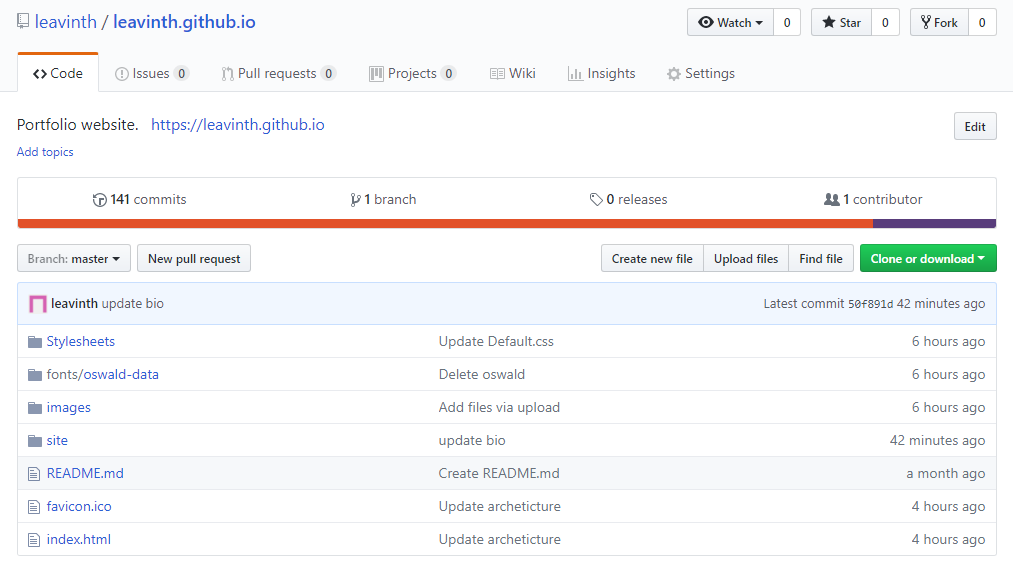 leavinth / leavinth.github.io Watch 0 Star 0 Fork 0
Code Issues 0 Pull requests 0 Projects 0 Wiki Insights Settings
Portfolio website. https://leavinth.github.io Edit
Add topics
141 commits 1 branch 0 releases 1 contributor
Branch: master New pull request Create new file Upload files Find file Clone or download
leavinth update bio Latest commit 50f891d 42 minutes ago
Stylesheets Update Default.css 6 hours ago
fonts/oswald-data Delete oswald 6 hours ago
images Add files via upload 6 hours ago
site update bio 42 minutes ago
README.md Create README.md a month ago
favicon.ico Update archeticture 4 hours ago
index.html Update archeticture 4 hours ago